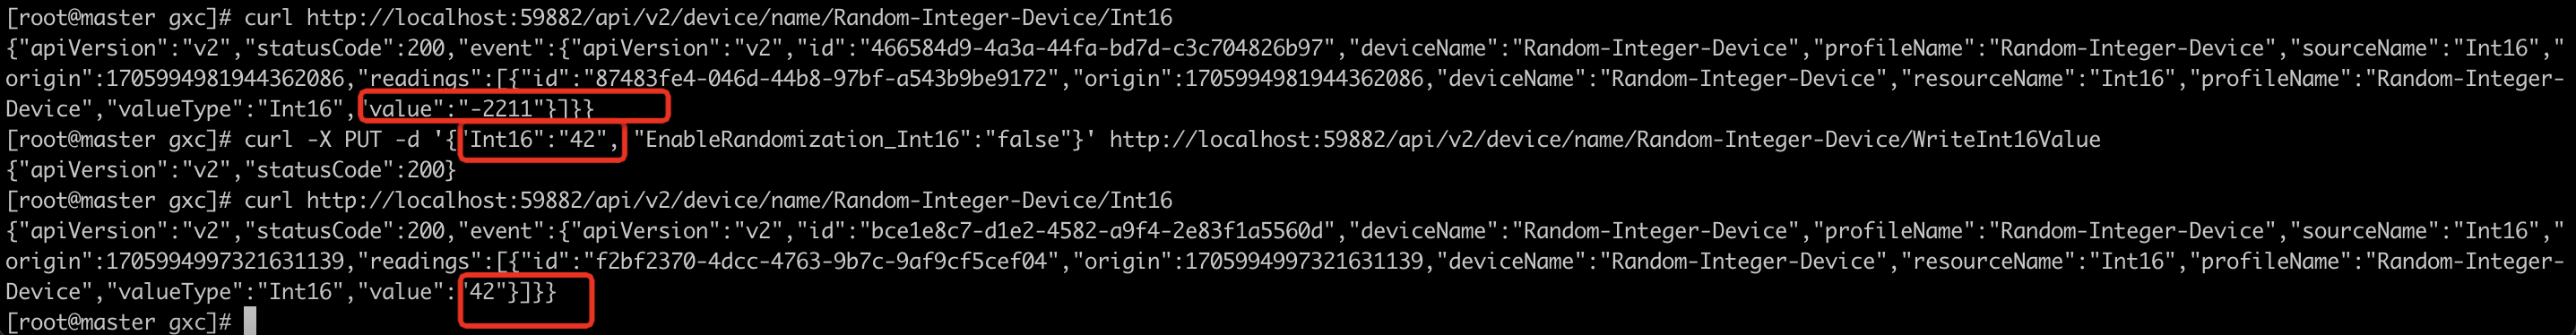 [root@master gxc]# curl http://localhost:59882/api/v2/device/name/Random-Integer-Device/Int16
{"apiVersion":"v2","statusCode":200,"event":{"apiVersion":"v2","id":"466584d9-4a3a-44fa-bd7d-c3c704826b97","deviceName":"Random-Integer-Device","profileName":"Random-Integer-Device","sourceName":"Int16","
origin":1705994981944362086,"readings":[{"id":"87483fe4-046d-44b8-97bf-a543b9be9172","origin":1705994981944362086,"deviceName":"Random-Integer-Device","resourceName":"Int16","profileName":"Random-Integer-
Device","valueType":"Int16","value":"-2211"}]}}
[root@master gxc]# curl -X PUT -d '{"Int16":"42", "EnableRandomization_Int16":"false"}' http://localhost:59882/api/v2/device/name/Random-Integer-Device/WriteInt16Value
{"apiVersion":"v2","statusCode":200}
[root@master gxc]# curl http://localhost:59882/api/v2/device/name/Random-Integer-Device/Int16
{"apiVersion":"v2","statusCode":200,"event":{"apiVersion":"v2","id":"bce1e8c7-d1e2-4582-a9f4-2e83f1a5560d","deviceName":"Random-Integer-Device","profileName":"Random-Integer-Device","sourceName":"Int16","
origin":1705994997321631139,"readings":[{"id":"f2bf2370-4dcc-4763-9b7c-9af9cf5cef04","origin":1705994997321631139,"deviceName":"Random-Integer-Device","resourceName":"Int16","profileName":"Random-Integer-
Device","valueType":"Int16","value":"42"}]}}
[root@master gxc]#